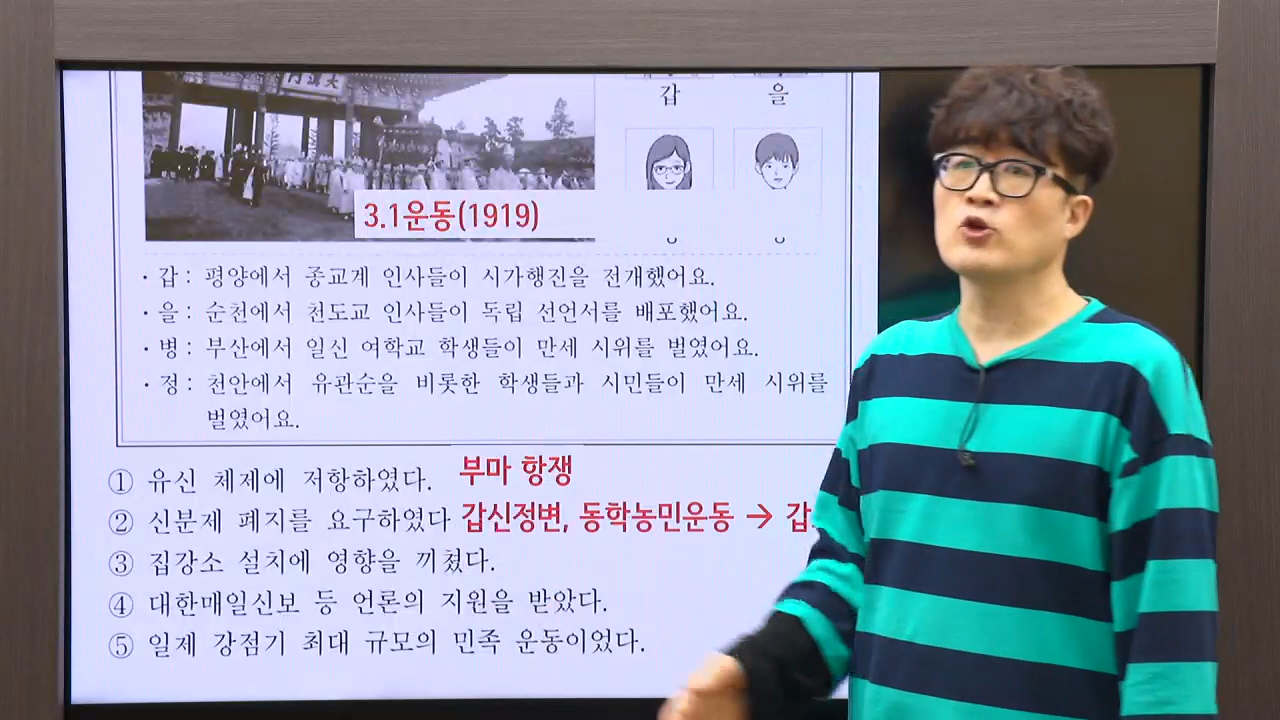 大漢門
갑 을
3.1운동(1919)
· 갑 : 평양에서 종교계 인사들이 시가행진을 전개했어요.
· 을 : 순천에서 천도교 인사들이 독립 선언서를 배포했어요.
· 병 : 부산에서 일신 여학교 학생들이 만세 시위를 벌였어요.
· 정 : 천안에서 유관순을 비롯한 학생들과 시민들이 만세 시위를
벌였어요.
① 유신 체제에 저항하였다. 부마 항쟁
② 신분제 폐지를 요구하였다 갑신정변, 동학농민운동 → 갑
③ 집강소 설치에 영향을 끼쳤다.
④ 대한매일신보 등 언론의 지원을 받았다.
⑤ 일제 강점기 최대 규모의 민족 운동이었다.